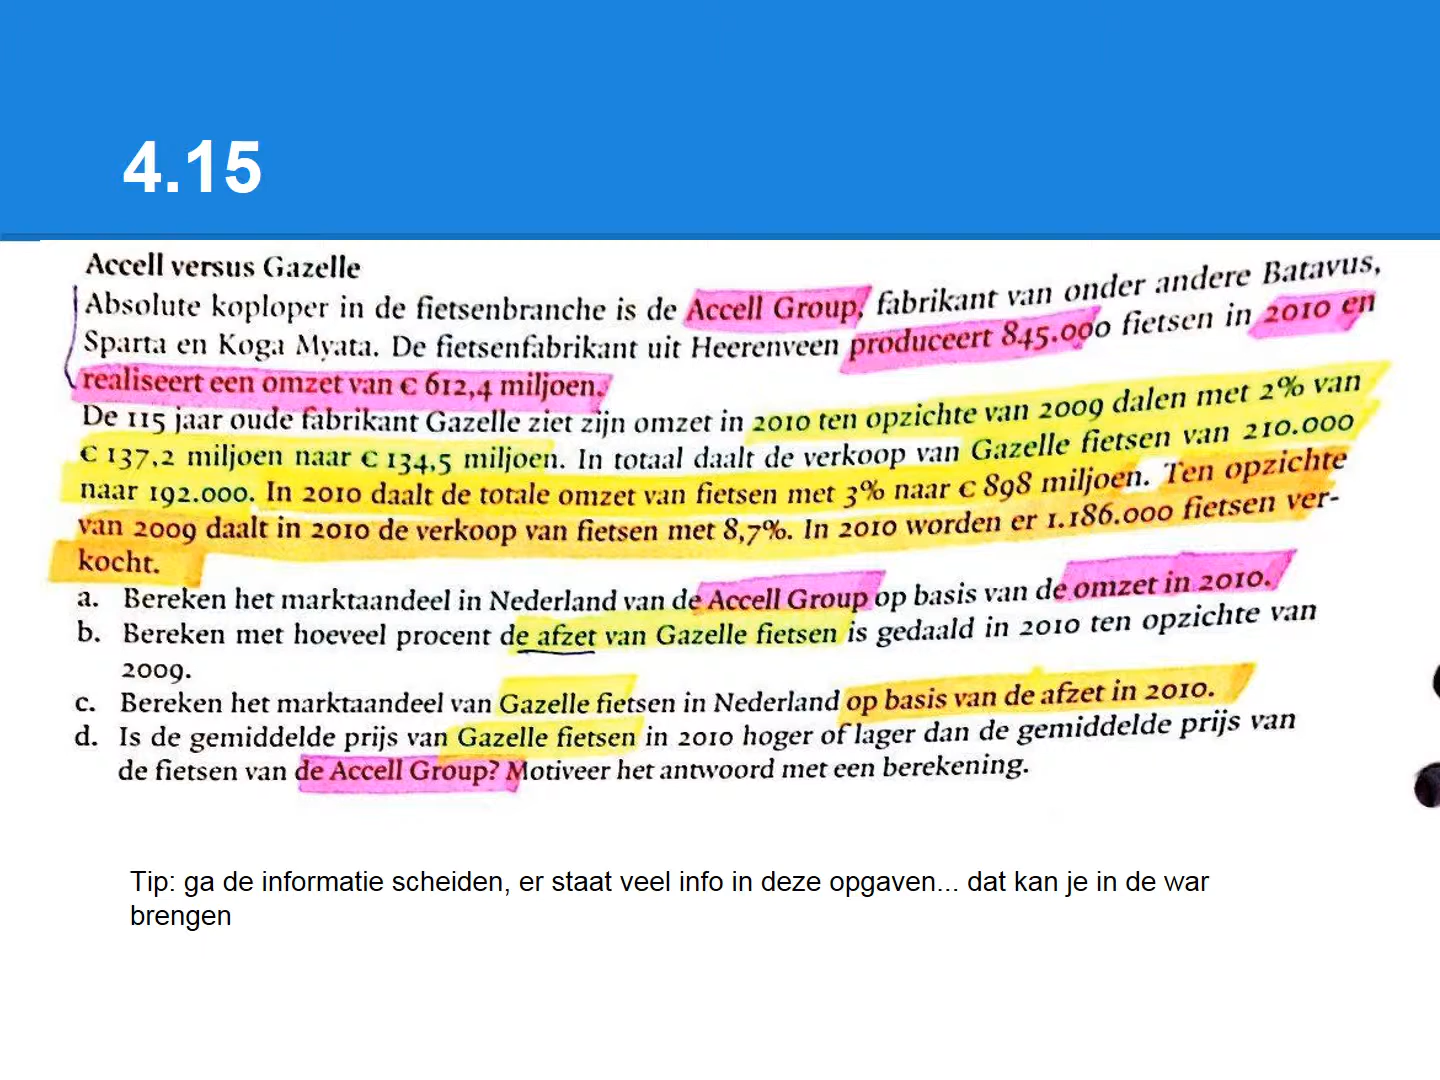 4.15
Accell versus Gazelle
Absolute koploper in de fietsenbranche is de Accell Group, fabrikant van onder andere Batavus,
Sparta en Koga Myata. De fietsenfabrikant uit Heerenveen produceert 845.000 fietsen in 2010 en
realiseert een omzet van € 612,4 miljoen.
De 115 jaar oude fabrikant Gazelle ziet zijn omzet in 2010 ten opzichte van 2009 dalen met 2% van
€ 137,2 miljoen naar € 134,5 miljoen. In totaal daalt de verkoop van Gazelle fietsen van 210.000
naar 192.000. In 2010 daalt de totale omzet van fietsen met 3% naar € 898 miljoen. Ten opzichte
van 2009 daalt in 2010 de verkoop van fietsen met 8,7%. In 2010 worden er 1.186.000 fietsen ver-
kocht.
a. Bereken het marktaandeel in Nederland van de Accell Group op basis van de omzet in 2010.
b. Bereken met hoeveel procent de afzet van Gazelle fietsen is gedaald in 2010 ten opzichte van
2009.
c. Bereken het marktaandeel van Gazelle fietsen in Nederland op basis van de afzet in 2010.
d. Is de gemiddelde prijs van Gazelle fietsen in 2010 hoger of lager dan de gemiddelde prijs van
de fietsen van de Accell Group? Motiveer het antwoord met een berekening.
Tip: ga de informatie scheiden, er staat veel info in deze opgaven... dat kan je in de war
brengen